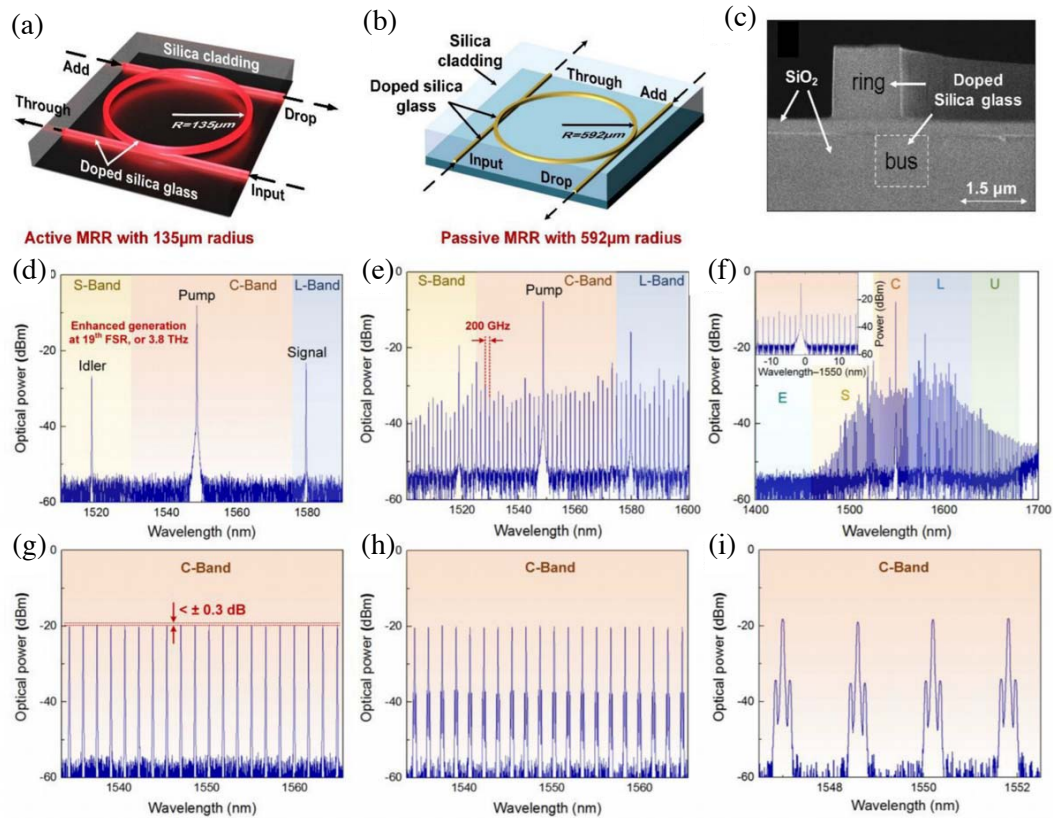 (a)
Silica cladding
Add
Through
R=135μm
Drop
Doped silica glass
Input
Active MRR with 135μm radius
(b)
Silica
cladding
Through
Doped silica
glass
Add
R=592μm
Input
Drop
Passive MRR with 592μm radius
(c)
SiO2
ring
Doped
Silica glass
bus
1.5 μm
(d)
S-Band
C-Band
L-Band
Pump
Enhanced generation
at 19th FSR, or 3.8 THz
Idler
Signal
Optical power (dBm)
0
-20
-40
-60
1520
1540
1560
1580
Wavelength (nm)
(e)
S-Band
C-Band
L-Band
Pump
200 GHz
Optical power (dBm)
0
-20
-40
-60
1520
1540
1560
1580
1600
Wavelength (nm)
(f)
C
L
U
E
S
0
-20
-40
-60
Power (dBm)
-10
0
10
Wavelength–1550 (nm)
Optical power (dBm)
0
-20
-40
-60
1400
1500
1600
1700
Wavelength (nm)
(g)
C-Band
< ± 0.3 dB
Optical power (dBm)
0
-20
-40
-60
1540
1550
1560
Wavelength (nm)
(h)
C-Band
Optical power (dBm)
0
-20
-40
-60
1540
1550
1560
Wavelength (nm)
(i)
C-Band
Optical power (dBm)
0
-20
-40
-60
1548
1550
1552
Wavelength (nm)